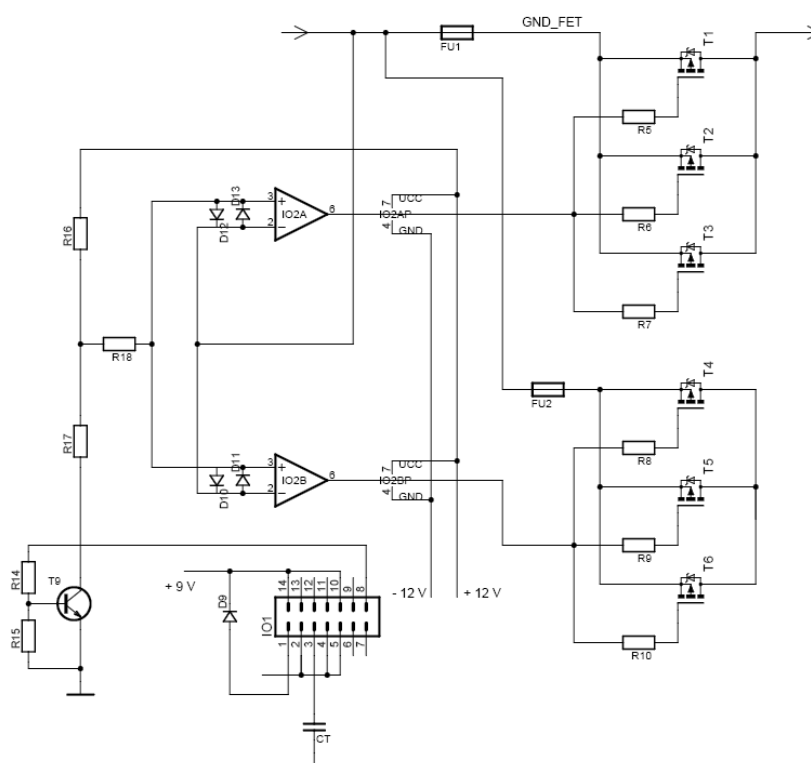 GND_FET
FU1
T1
R5
T2
R6
T3
R7
R16
D13
3
+
2
−
IO2A
6
D12
7
UCC
IO2AP
4
GND
R18
T4
FU2
R8
T5
R9
T6
R10
R17
D11
3
+
2
−
IO2B
6
D10
7
UCC
IO2BP
4
GND
R14
T9
R15
+ 9 V
- 12 V
+ 12 V
D9
14
13
12
11
10
9
8
IO1
1
2
3
4
5
6
7
CT